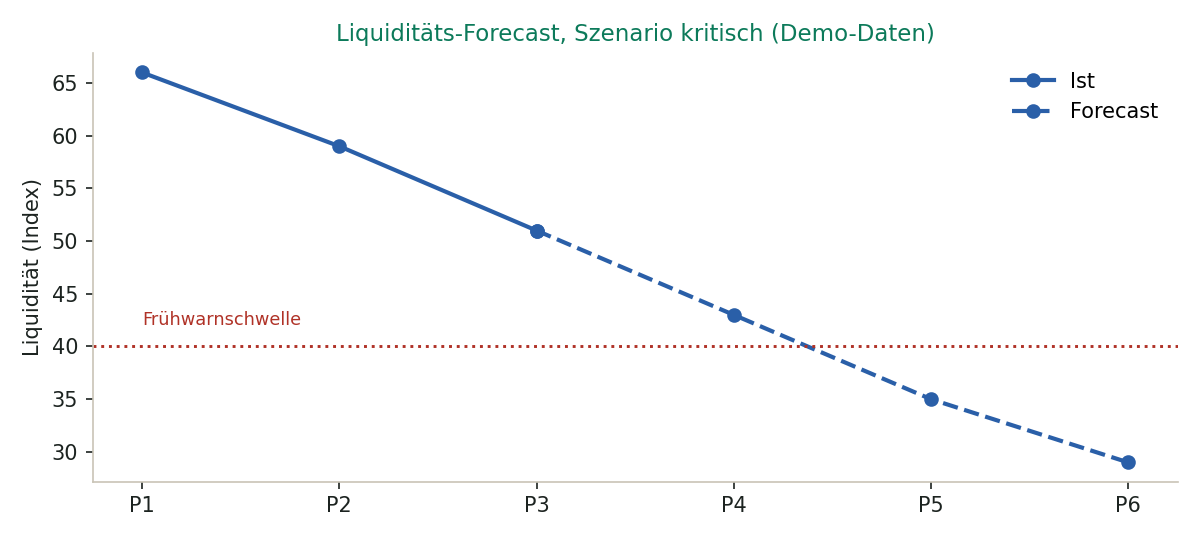 Liquiditäts-Forecast, Szenario kritisch (Demo-Daten)
Liquidität (Index)
65
60
55
50
45
40
35
30
Frühwarnschwelle
Ist
Forecast
P1 P2 P3 P4 P5 P6